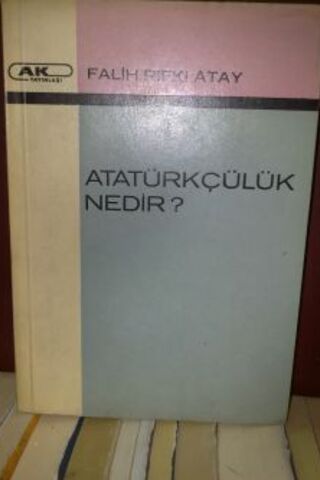 AK
YAYINLARI
FALİH RIFKI ATAY
ATATÜRKÇÜLÜK
NEDİR?